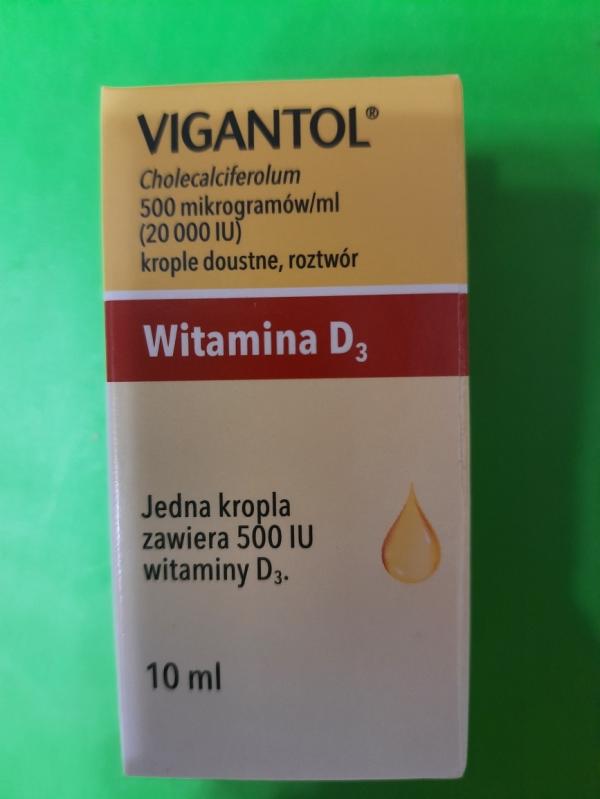 VIGANTOL®
Cholecalciferolum
500 mikrogramów/ml
(20 000 IU)
krople doustne, roztwór
Witamina D₃
Jedna kropla
zawiera 500 IU
witaminy D₃.
10 ml